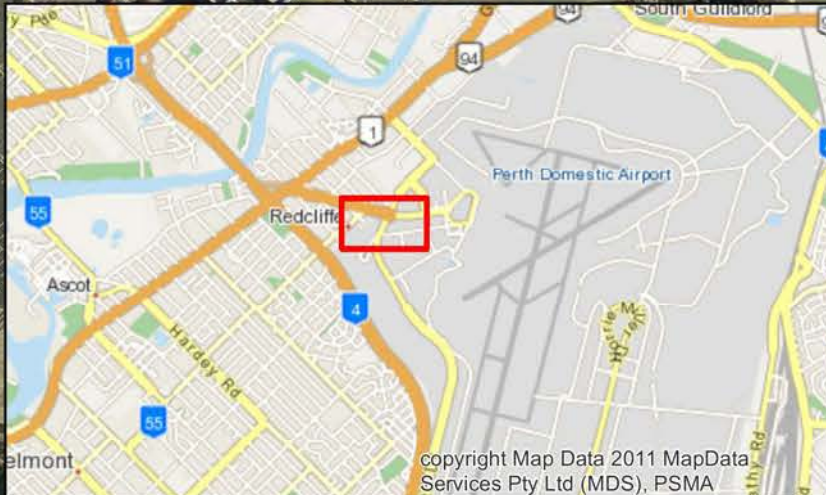 South Guildford
94
51
94
1
Perth Domestic Airport
55
Redcliffe
Ascot
4
Hardey Rd
55
copyright Map Data 2011 MapData
Services Pty Ltd (MDS), PSMA